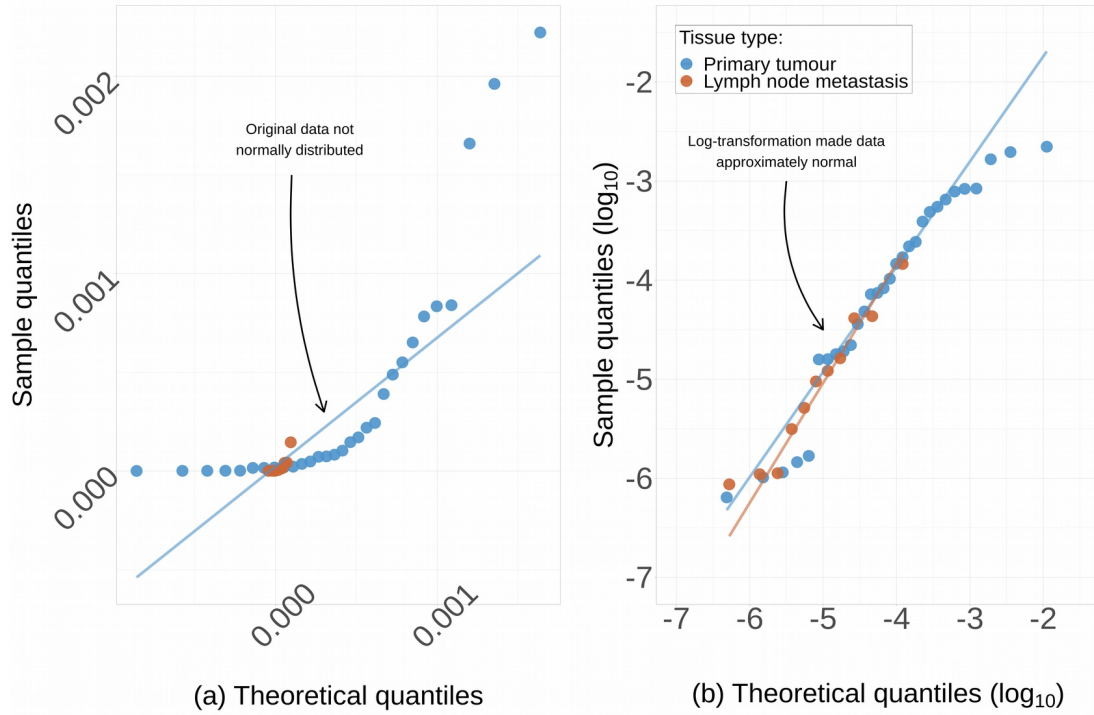 Original data not
normally distributed
Sample quantiles
0.002
0.001
0.000
0.000
0.001
(a) Theoretical quantiles
Tissue type:
Primary tumour
Lymph node metastasis
Log-transformation made data
approximately normal
Sample quantiles (log₁₀)
-2
-3
-4
-5
-6
-7
-7
-6
-5
-4
-3
-2
(b) Theoretical quantiles (log₁₀)